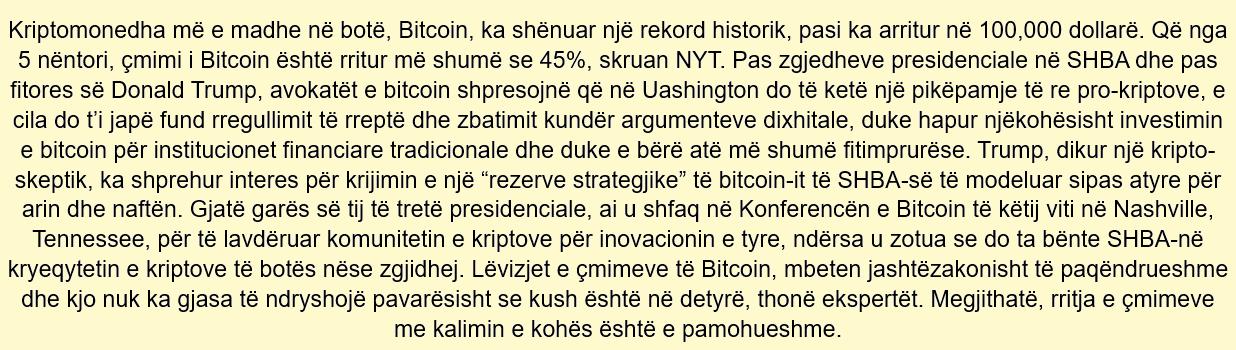 Kriptomonedha më e madhe në botë, Bitcoin, ka shënuar një rekord historik, pasi ka arritur në 100,000 dollarë. Që nga
5 nëntori, çmimi i Bitcoin është rritur më shumë se 45%, skruan NYT. Pas zgjedheve presidenciale në SHBA dhe pas
fitores së Donald Trump, avokatët e bitcoin shpresojnë që në Uashington do të ketë një pikëpamje të re pro-kriptove, e
cila do t’i japë fund rregullimit të rreptë dhe zbatimit kundër argumenteve dixhitale, duke hapur njëkohësisht investimin
e bitcoin për institucionet financiare tradicionale dhe duke e bërë atë më shumë fitimprurëse. Trump, dikur një kripto-
skeptik, ka shprehur interes për krijimin e një “rezerve strategjike” të bitcoin-it të SHBA-së të modeluar sipas atyre për
arin dhe naftën. Gjatë garës së tij të tretë presidenciale, ai u shfaq në Konferencën e Bitcoin të këtij viti në Nashville,
Tennessee, për të lavdëruar komunitetin e kriptove për inovacionin e tyre, ndërsa u zotua se do ta bënte SHBA-në
kryeqytetin e kriptove të botës nëse zgjidhej. Lëvizjet e çmimeve të Bitcoin, mbeten jashtëzakonisht të paqëndrueshme
dhe kjo nuk ka gjasa të ndryshojë pavarësisht se kush është në detyrë, thonë ekspertët. Megjithatë, rritja e çmimeve
me kalimin e kohës është e pamohueshme.